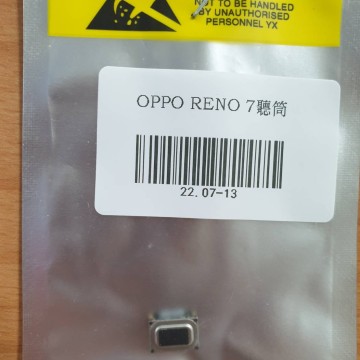 NOT TO BE HANDLED
BY UNAUTHORISED
PERSONNEL YX
OPPO RENO 7聽筒
22.07-13